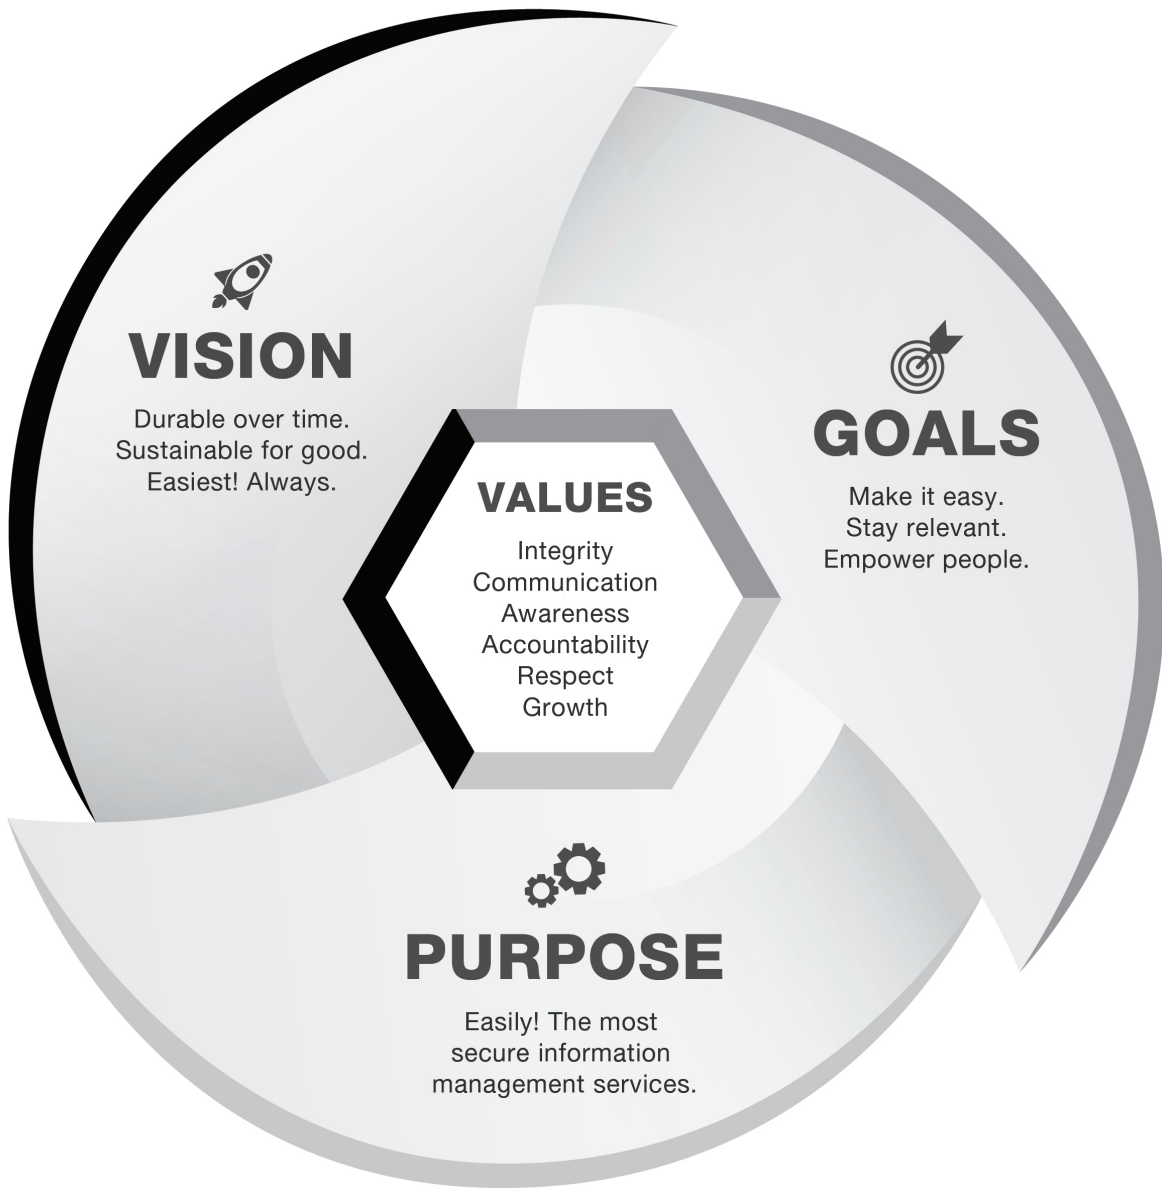 VISION
Durable over time.
Sustainable for good.
Easiest! Always.
GOALS
Make it easy.
Stay relevant.
Empower people.
VALUES
Integrity
Communication
Awareness
Accountability
Respect
Growth
PURPOSE
Easily! The most
secure information
management services.